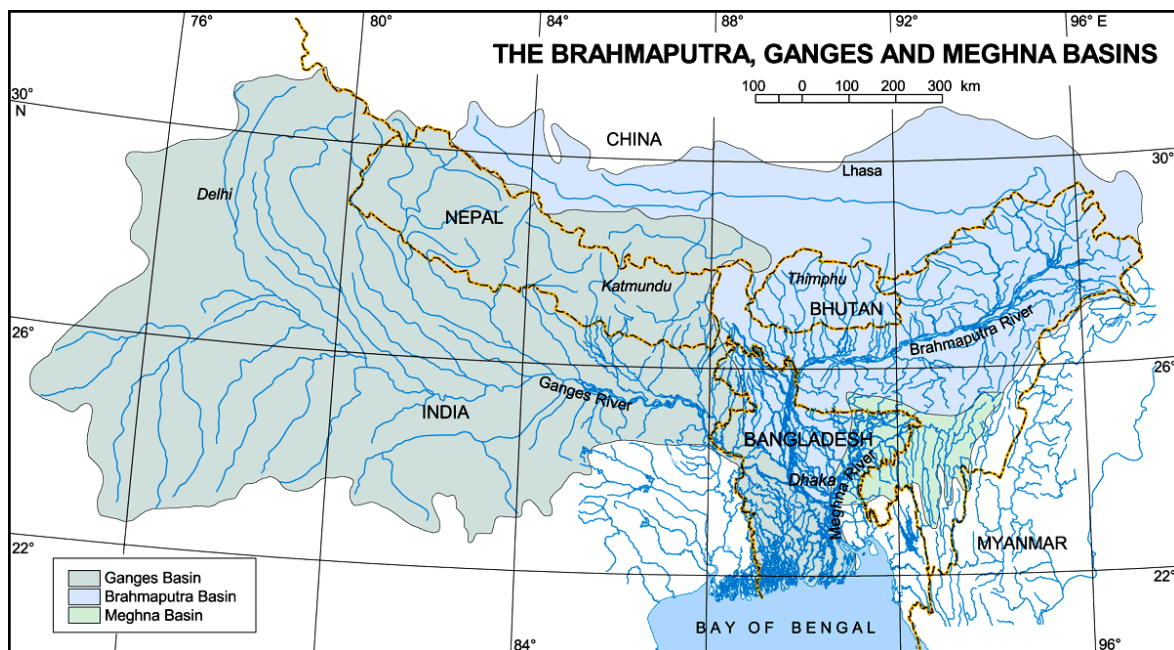 76°
80°
84°
88°
92°
96° E
THE BRAHMAPUTRA, GANGES AND MEGHNA BASINS
100 0 100 200 300 km
30°
N
CHINA
30°
Lhasa
Delhi
NEPAL
Katmundu
Thimphu
BHUTAN
Brahmaputra River
26°
26°
Ganges River
INDIA
BANGLADESH
Dhaka
Meghna River
MYANMAR
22°
22°
Ganges Basin
Brahmaputra Basin
Meghna Basin
84°
BAY OF BENGAL
96°